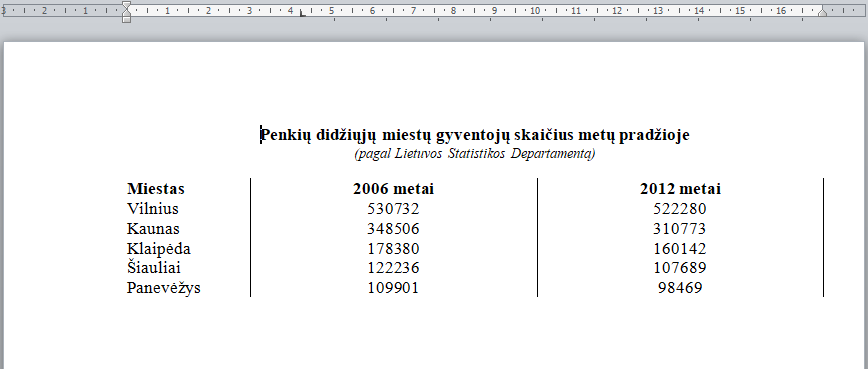 3 2 1 1 2 3 4 5 6 7 8 9 10 11 12 13 14 15 16
Penkių didžiųjų miestų gyventojų skaičius metų pradžioje
(pagal Lietuvos Statistikos Departamentą)
Miestas 2006 metai 2012 metai
Vilnius 530732 522280
Kaunas 348506 310773
Klaipėda 178380 160142
Šiauliai 122236 107689
Panevėžys 109901 98469